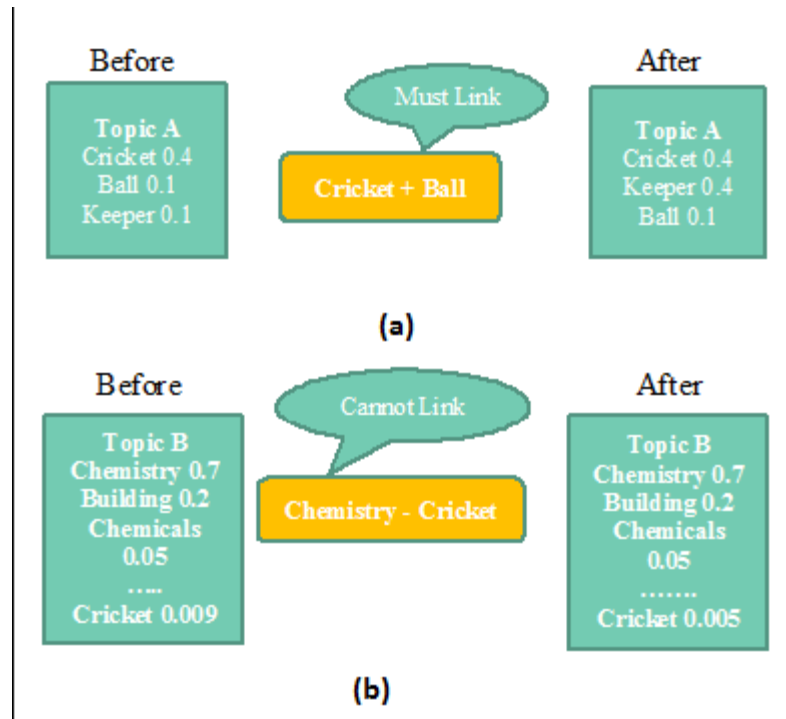 Before
After
Must Link
Topic A
Cricket 0.4
Ball 0.1
Keeper 0.1
Cricket + Ball
Topic A
Cricket 0.4
Keeper 0.4
Ball 0.1
(a)
Before
After
Cannot Link
Topic B
Chemistry 0.7
Building 0.2
Chemicals
0.05
.....
Cricket 0.009
Chemistry - Cricket
Topic B
Chemistry 0.7
Building 0.2
Chemicals
0.05
.......
Cricket 0.005
(b)